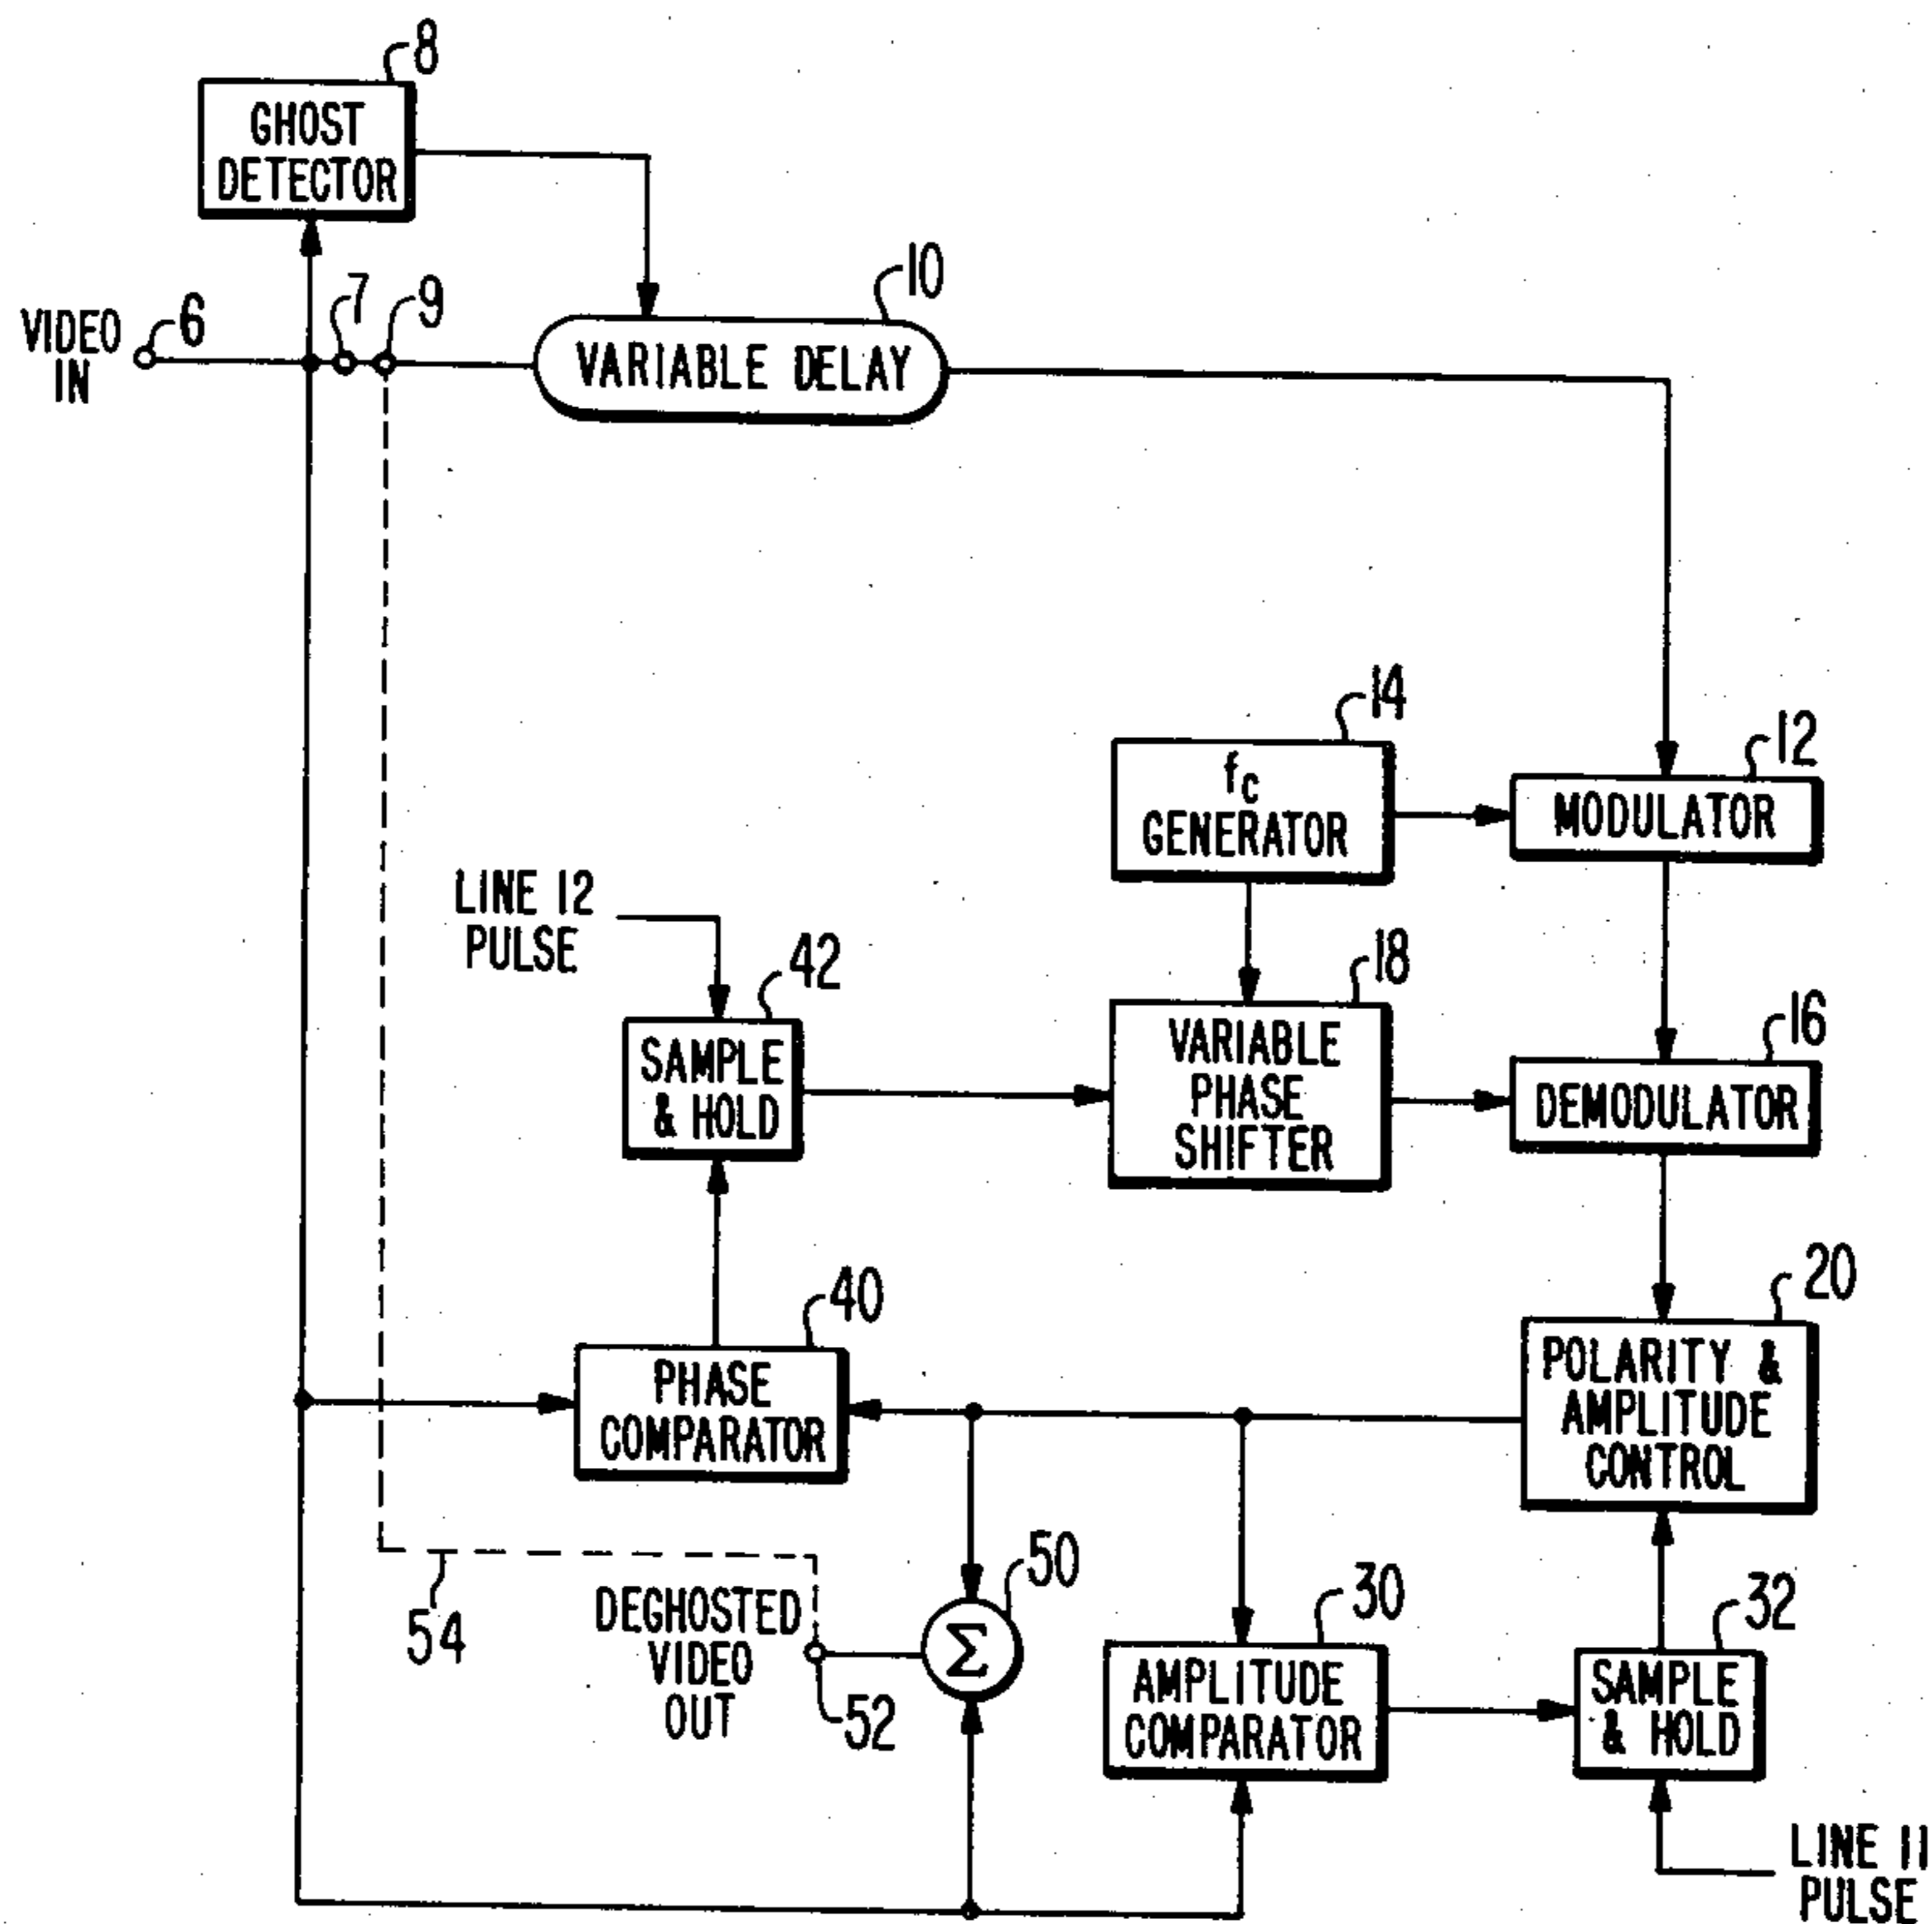 8
GHOST
DETECTOR
10
7
9
6
VIDEO
IN
VARIABLE DELAY
14
12
fc
GENERATOR
MODULATOR
LINE 12
PULSE
42
18
16
SAMPLE
& HOLD
VARIABLE
PHASE
SHIFTER
DEMODULATOR
40
20
PHASE
COMPARATOR
POLARITY &
AMPLITUDE
CONTROL
54
DEGHOSTED
VIDEO
OUT
52
50
Σ
30
AMPLITUDE
COMPARATOR
32
SAMPLE
& HOLD
LINE 11
PULSE